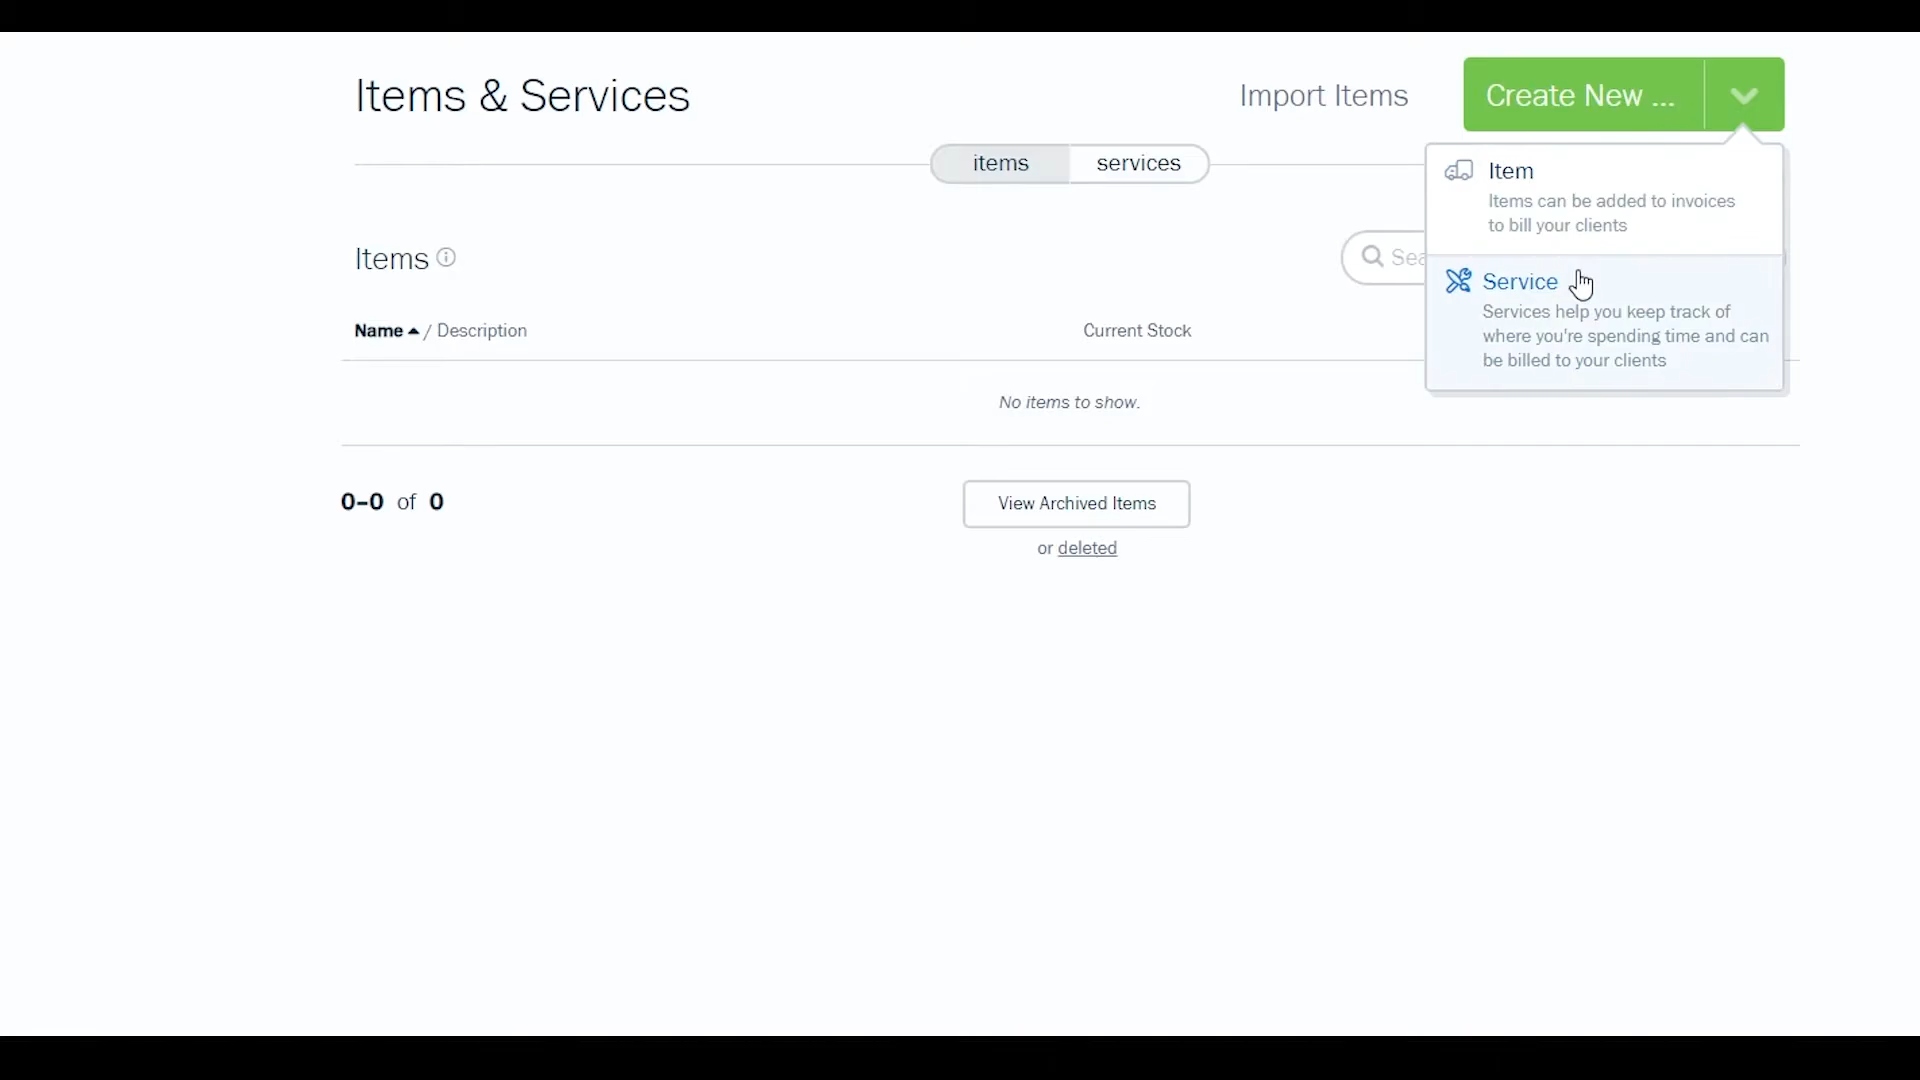 Items & Services
Import Items
Create New ...
items
services
Item
Items can be added to invoices
to bill your clients
Items
Sea
Service
Services help you keep track of
where you're spending time and can
be billed to your clients
Name / Description
Current Stock
No items to show.
0–0 of 0
View Archived Items
or deleted